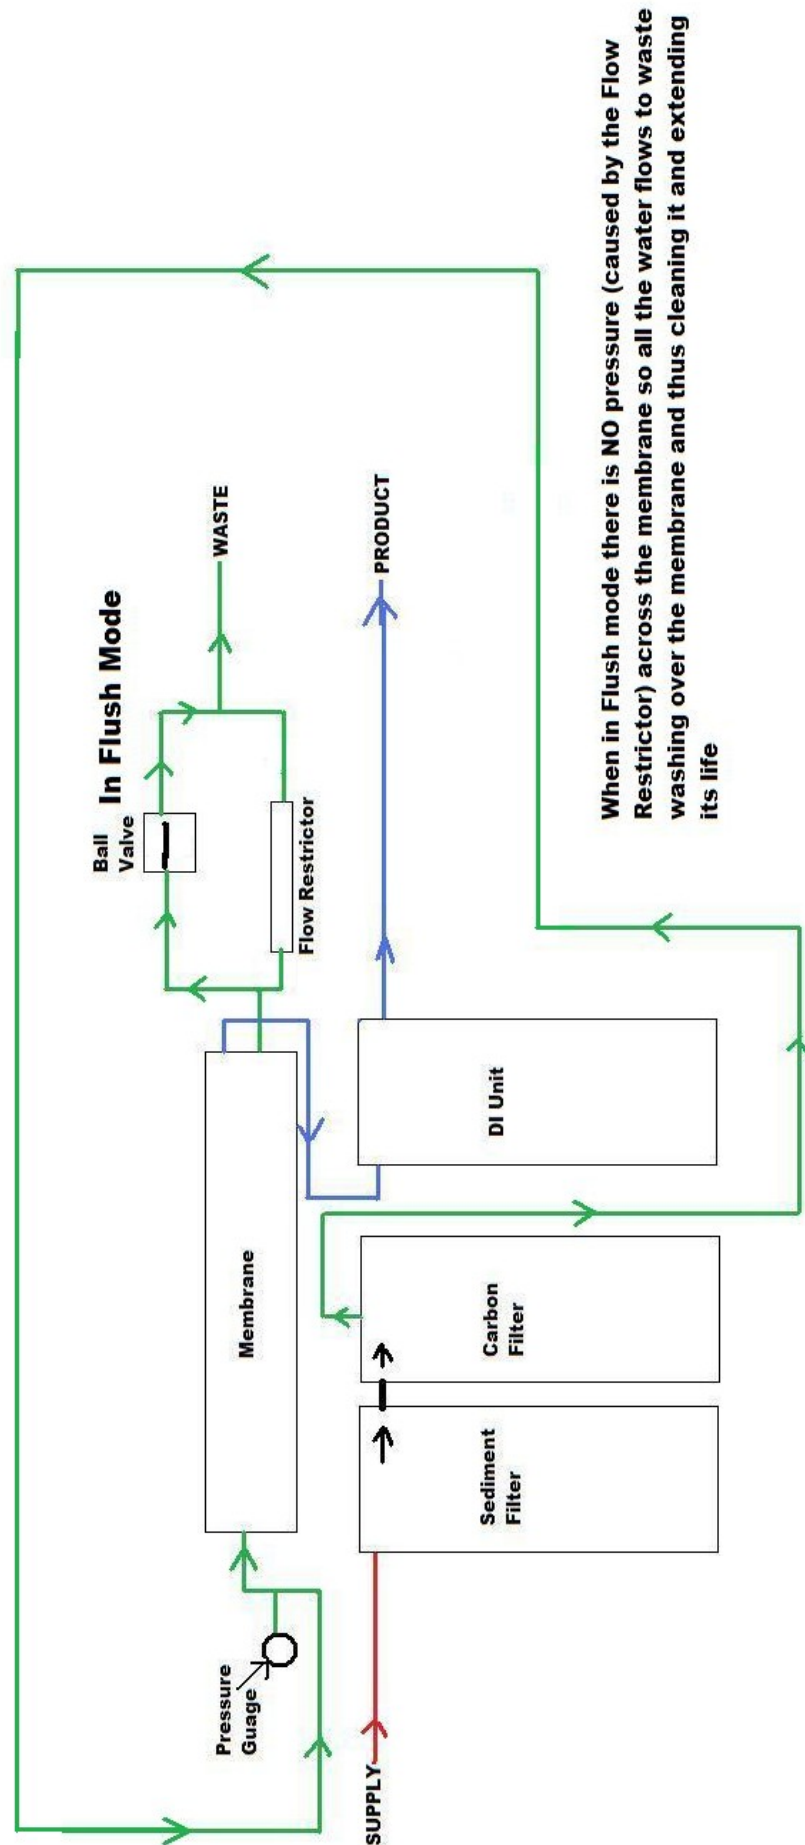 In Flush Mode
Ball
Valve
WASTE
Flow Restrictor
Pressure
Guage
Membrane
PRODUCT
SUPPLY
Sediment
Filter
Carbon
Filter
DI Unit
When in Flush mode there is NO pressure (caused by the Flow
Restrictor) across the membrane so all the water flows to waste
washing over the membrane and thus cleaning it and extending
its life